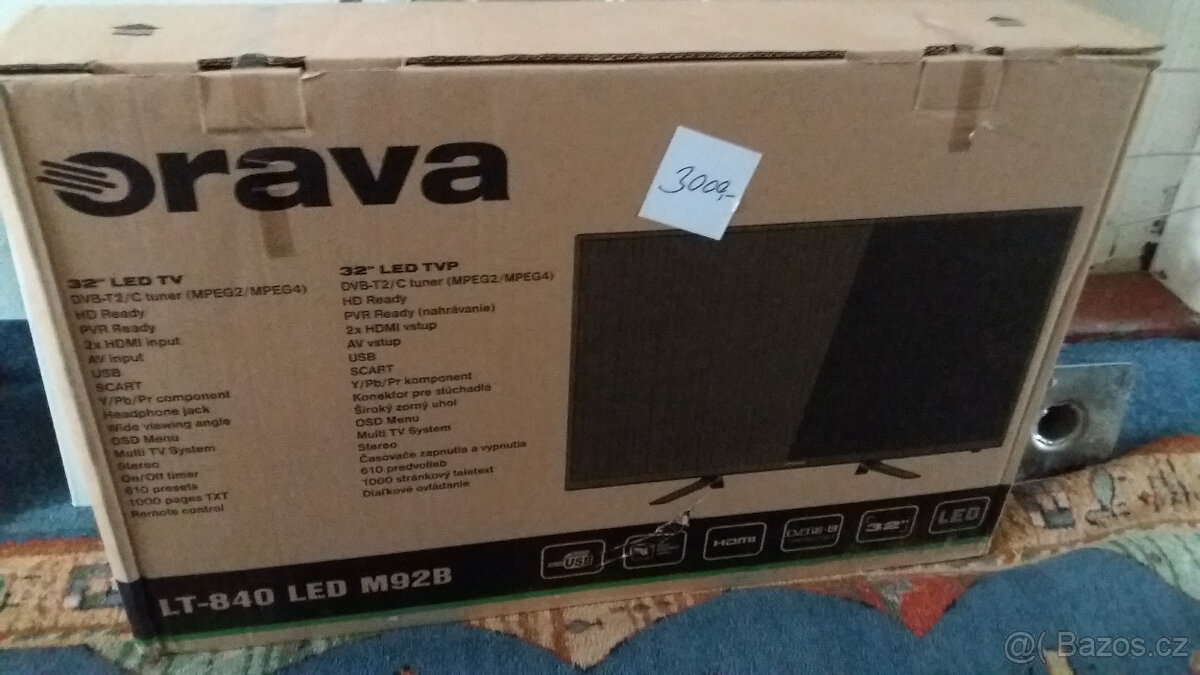 orava
3000,-
32" LED TV
DVB-T2/C tuner (MPEG2/MPEG4)
HD Ready
PVR Ready
2x HDMI input
AV input
USB
SCART
Y/Pb/Pr component
Headphone jack
Wide viewing angle
OSD Menu
Multi TV System
Stereo
On/Off timer
610 presets
1000 pages TXT
Remote control
32" LED TVP
DVB-T2/C tuner (MPEG2/MPEG4)
HD Ready
PVR Ready (nahrávanie)
2x HDMI vstup
AV vstup
USB
SCART
Y/Pb/Pr komponent
Konektor pre slúchadlá
Široký zorný uhol
OSD Menu
Multi TV System
Stereo
Časovače zapnutia a vypnutia
610 predvolieb
1000 stránkový teletext
Diaľkové ovládanie
USB
HDMI
32"
LED
LT-840 LED M92B
Bazos.cz